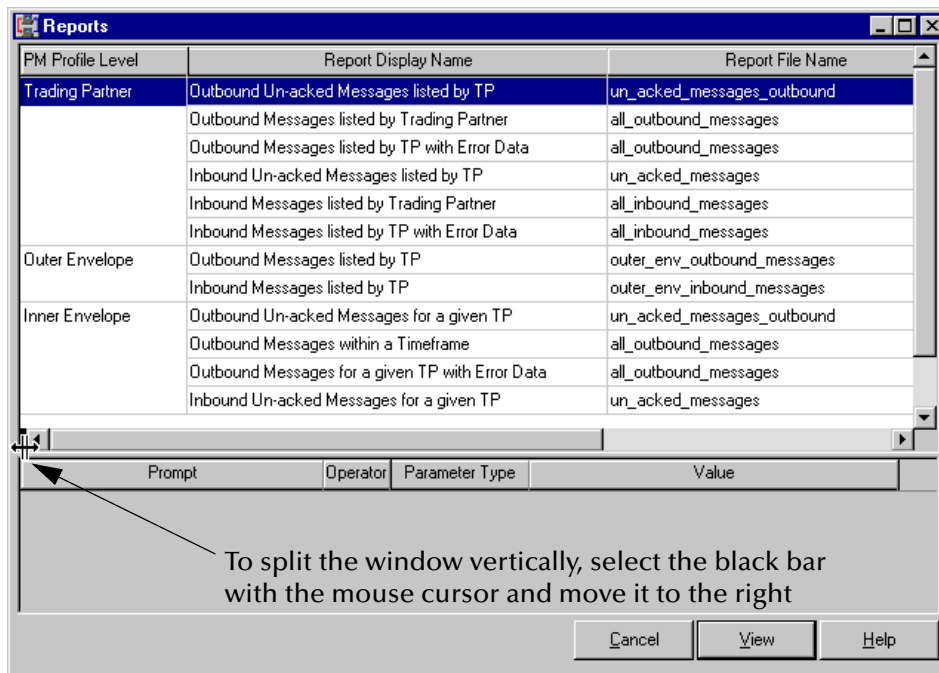 Reports
PM Profile Level Report Display Name Report File Name
Trading Partner Outbound Un-acked Messages listed by TP un_acked_messages_outbound
Outbound Messages listed by Trading Partner all_outbound_messages
Outbound Messages listed by TP with Error Data all_outbound_messages
Inbound Un-acked Messages listed by TP un_acked_messages
Inbound Messages listed by Trading Partner all_inbound_messages
Inbound Messages listed by TP with Error Data all_inbound_messages
Outer Envelope Outbound Messages listed by TP outer_env_outbound_messages
Inbound Messages listed by TP outer_env_inbound_messages
Inner Envelope Outbound Un-acked Messages for a given TP un_acked_messages_outbound
Outbound Messages within a Timeframe all_outbound_messages
Outbound Messages for a given TP with Error Data all_outbound_messages
Inbound Un-acked Messages for a given TP un_acked_messages
Prompt Operator Parameter Type Value
To split the window vertically, select the black bar
with the mouse cursor and move it to the right
Cancel View Help